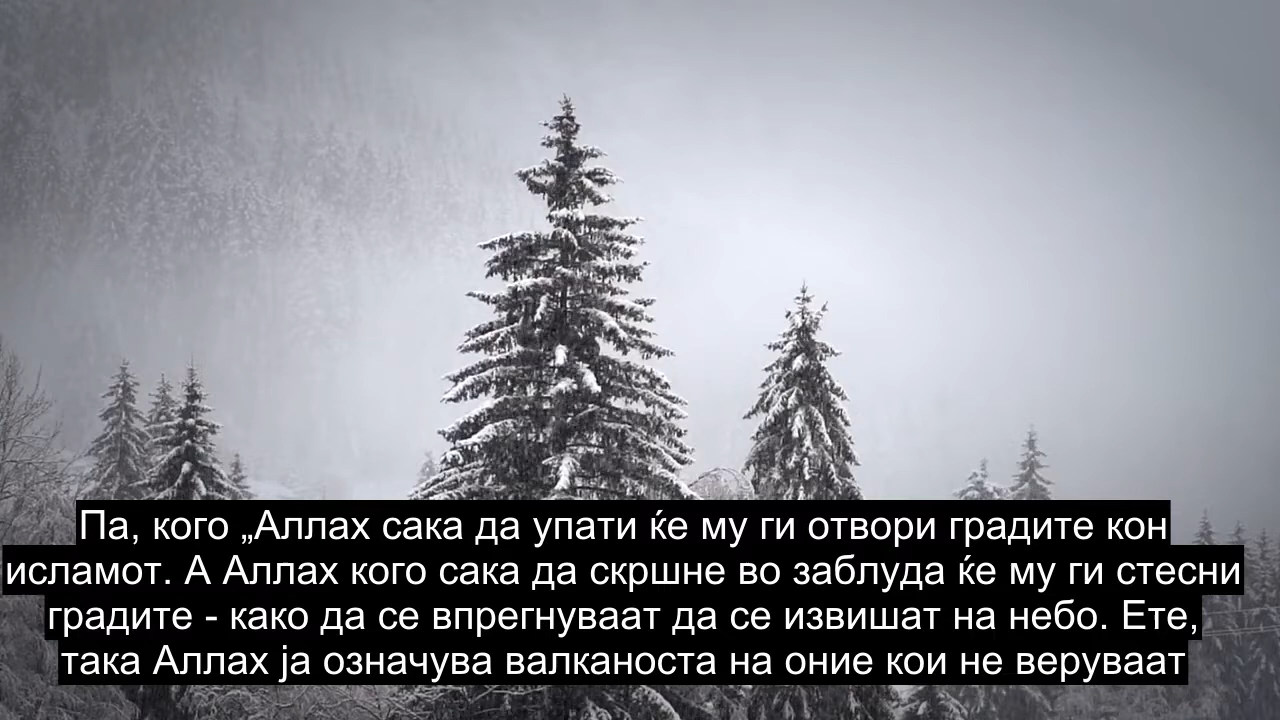 Па, кого „Аллах сака да упати ќе му ги отвори градите кон
исламот. А Аллах кого сака да скршне во заблуда ќе му ги стесни
градите - како да се впрегнуваат да се извишат на небо. Ете,
така Аллах ја означува валканоста на оние кои не веруваат